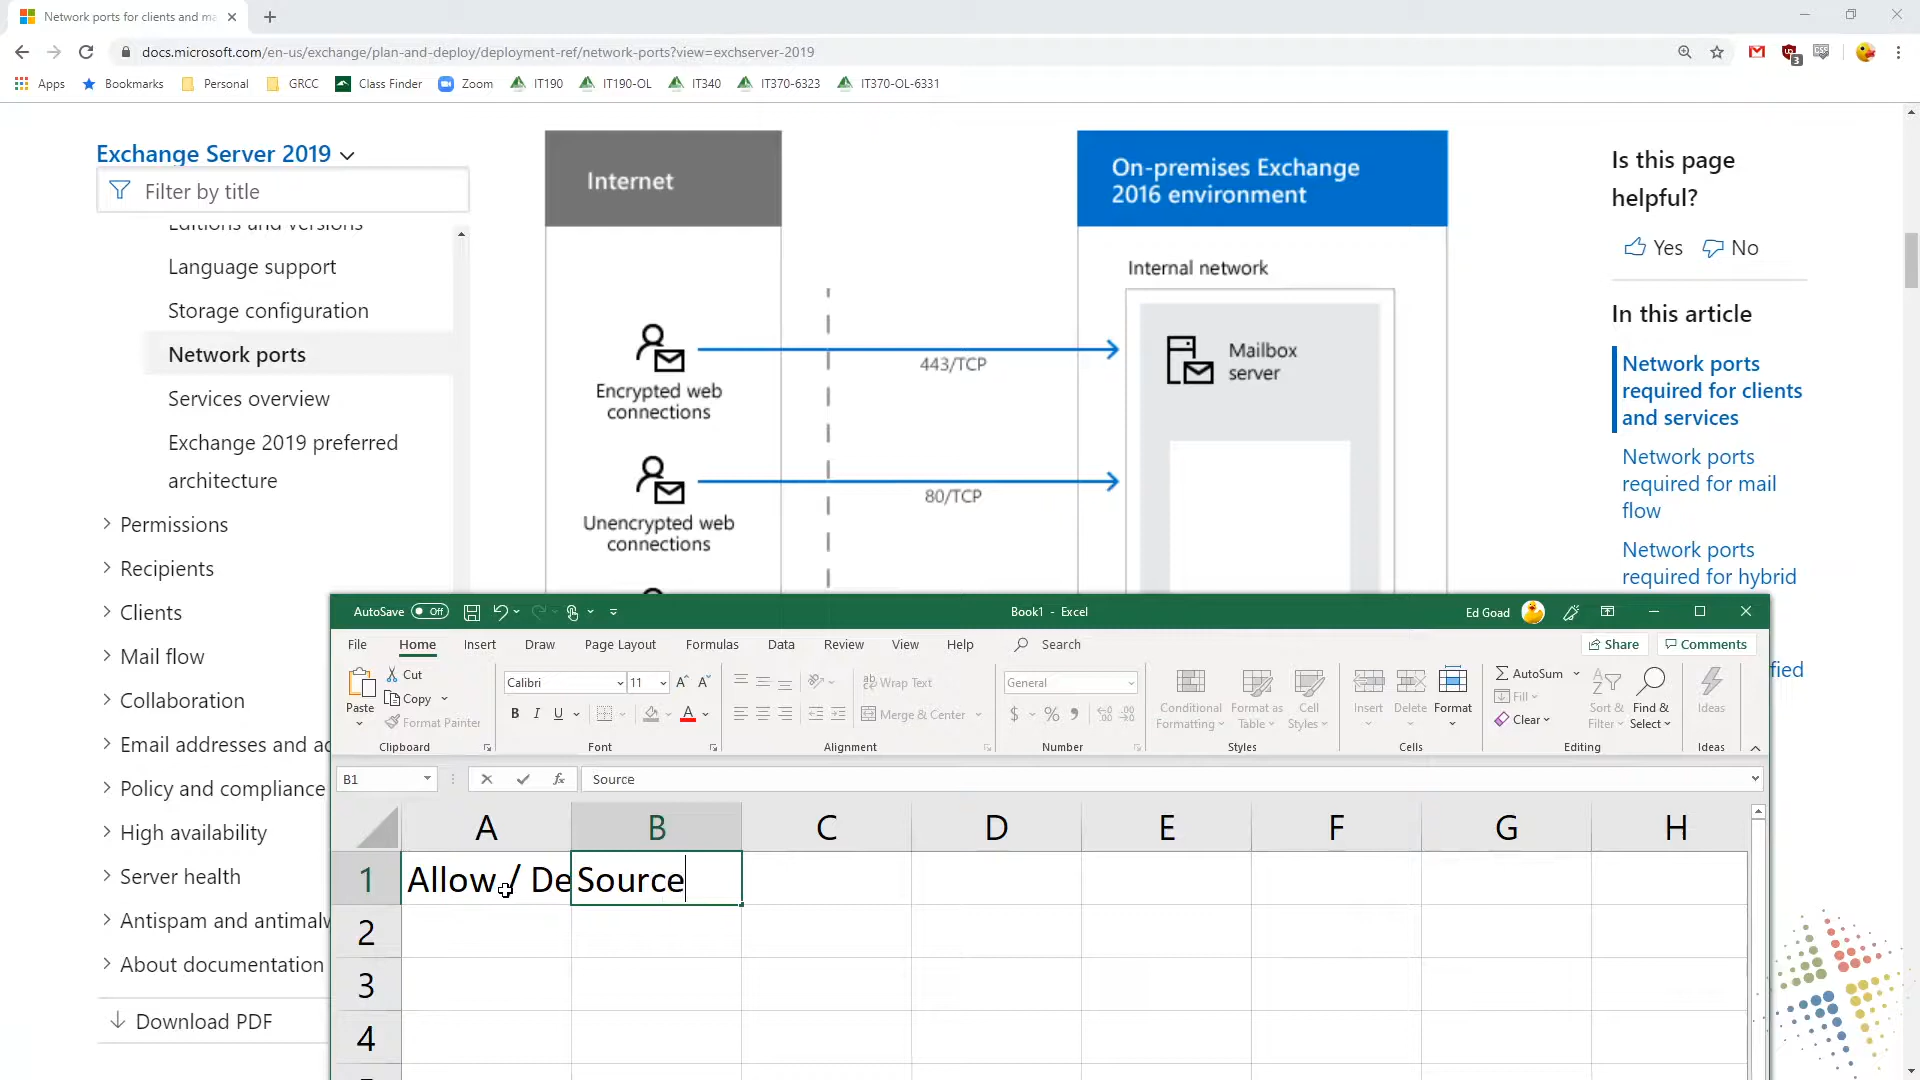 Network ports for clients and ma
docs.microsoft.com/en-us/exchange/plan-and-deploy/deployment-ref/network-ports?view=exchserver-2019
3
Apps
Bookmarks
Personal
GRCC
Class Finder
Zoom
IT190
IT190-OL
IT340
IT370-6323
IT370-OL-6331
Exchange Server 2019
Filter by title
Editions and versions
Language support
Storage configuration
Network ports
Services overview
Exchange 2019 preferred
architecture
Permissions
Recipients
Clients
Mail flow
Collaboration
Email addresses and ad
Policy and compliance
High availability
Server health
Antispam and antimalw
About documentation
Download PDF
Internet
On-premises Exchange
2016 environment
Internal network
Encrypted web
connections
443/TCP
Mailbox
server
Unencrypted web
connections
80/TCP
Is this page
helpful?
Yes
No
In this article
Network ports
required for clients
and services
Network ports
required for mail
flow
Network ports
required for hybrid
fied
AutoSave
Off
Book1 - Excel
Ed Goad
File
Home
Insert
Draw
Page Layout
Formulas
Data
Review
View
Help
Search
Share
Comments
Paste
Cut
Copy
Format Painter
Clipboard
Calibri
11
A
A
B
I
U
A
Font
Wrap Text
Merge & Center
Alignment
General
$
%
Number
Conditional
Formatting
Format as
Table
Cell
Styles
Styles
Insert
Delete
Format
Cells
AutoSum
Fill
Clear
Sort &
Filter
Find &
Select
Editing
Ideas
Ideas
B1
fx
Source
A
B
C
D
E
F
G
H
1
Allow / De
Source
2
3
4